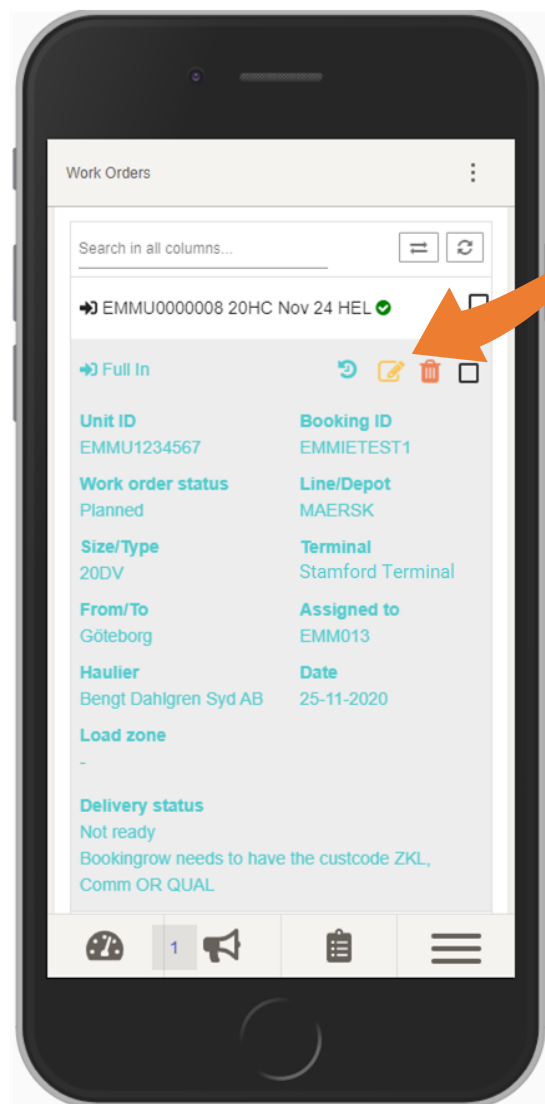 Work Orders
Search in all columns...
EMMU0000008 20HC Nov 24 HEL
Full In
Unit ID
Booking ID
EMMU1234567
EMMIETEST1
Work order status
Line/Depot
Planned
MAERSK
Size/Type
Terminal
20DV
Stamford Terminal
From/To
Assigned to
Göteborg
EMM013
Haulier
Date
Bengt Dahlgren Syd AB
25-11-2020
Load zone
-
Delivery status
Not ready
Bookingrow needs to have the custcode ZKL,
Comm OR QUAL
1